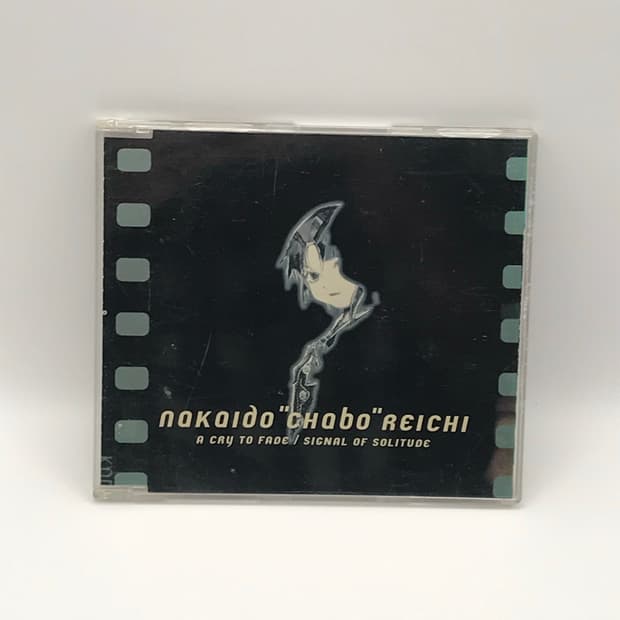 nakaido "chabo" REICHI
A CRY TO FADE / SIGNAL OF SOLITUDE